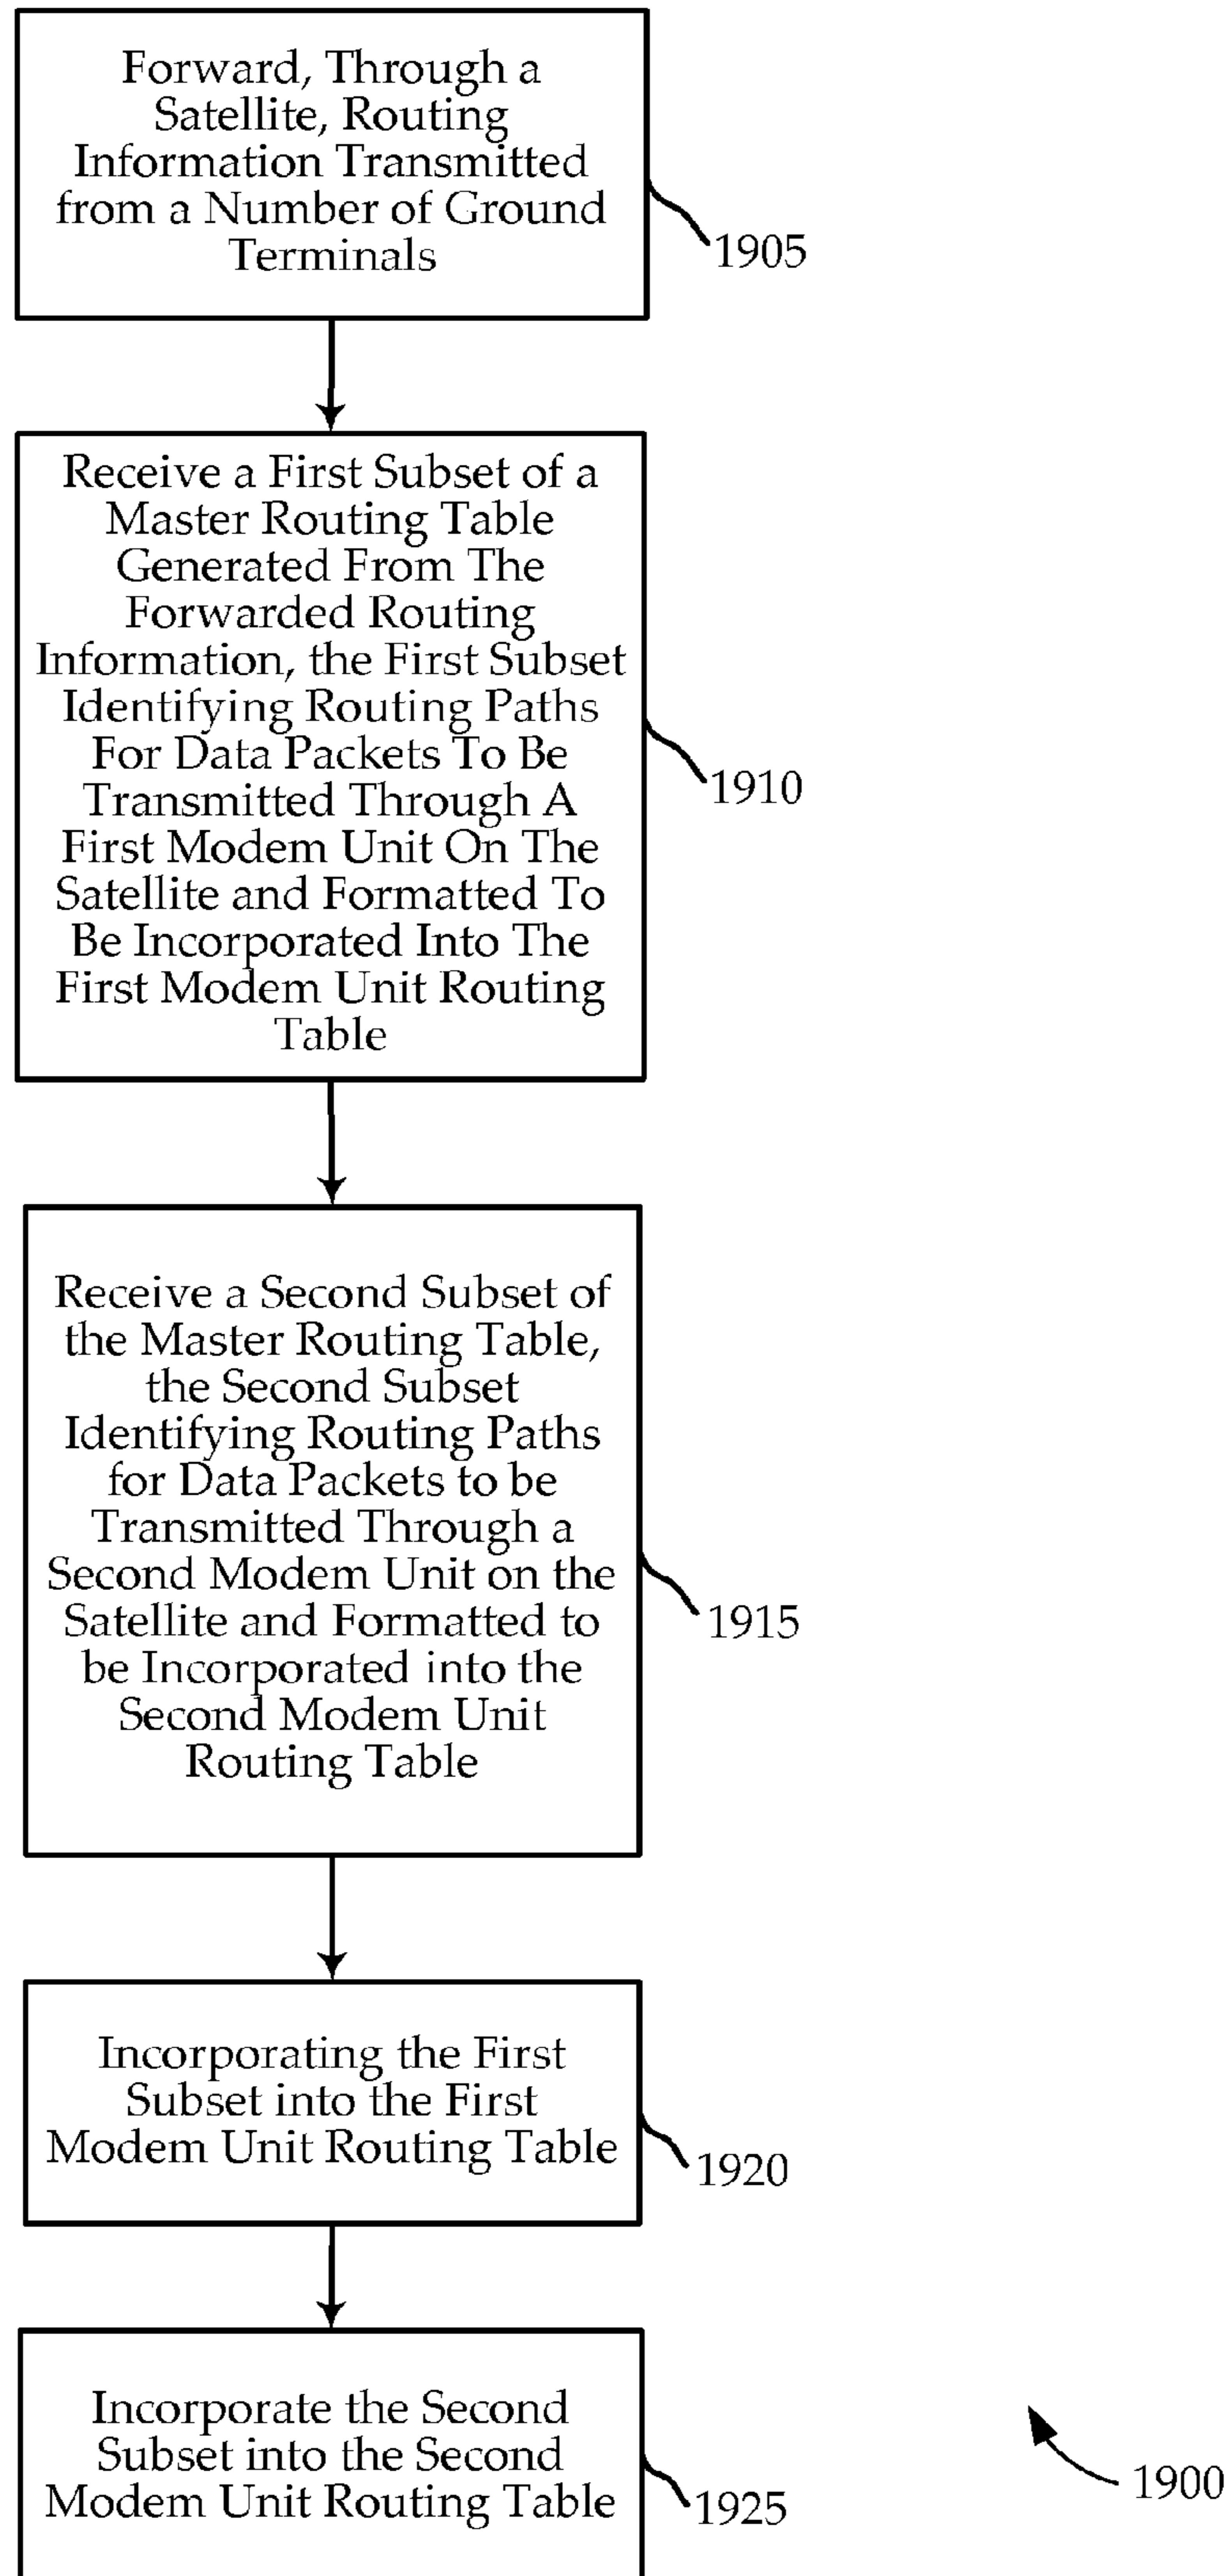 Forward, Through a
Satellite, Routing
Information Transmitted
from a Number of Ground
Terminals
1905
Receive a First Subset of a
Master Routing Table
Generated From The
Forwarded Routing
Information, the First Subset
Identifying Routing Paths
For Data Packets To Be
Transmitted Through A
First Modem Unit On The
Satellite and Formatted To
Be Incorporated Into The
First Modem Unit Routing
Table
1910
Receive a Second Subset of
the Master Routing Table,
the Second Subset
Identifying Routing Paths
for Data Packets to be
Transmitted Through a
Second Modem Unit on the
Satellite and Formatted to
be Incorporated into the
Second Modem Unit
Routing Table
1915
Incorporating the First
Subset into the First
Modem Unit Routing Table
1920
Incorporate the Second
Subset into the Second
Modem Unit Routing Table
1925
1900